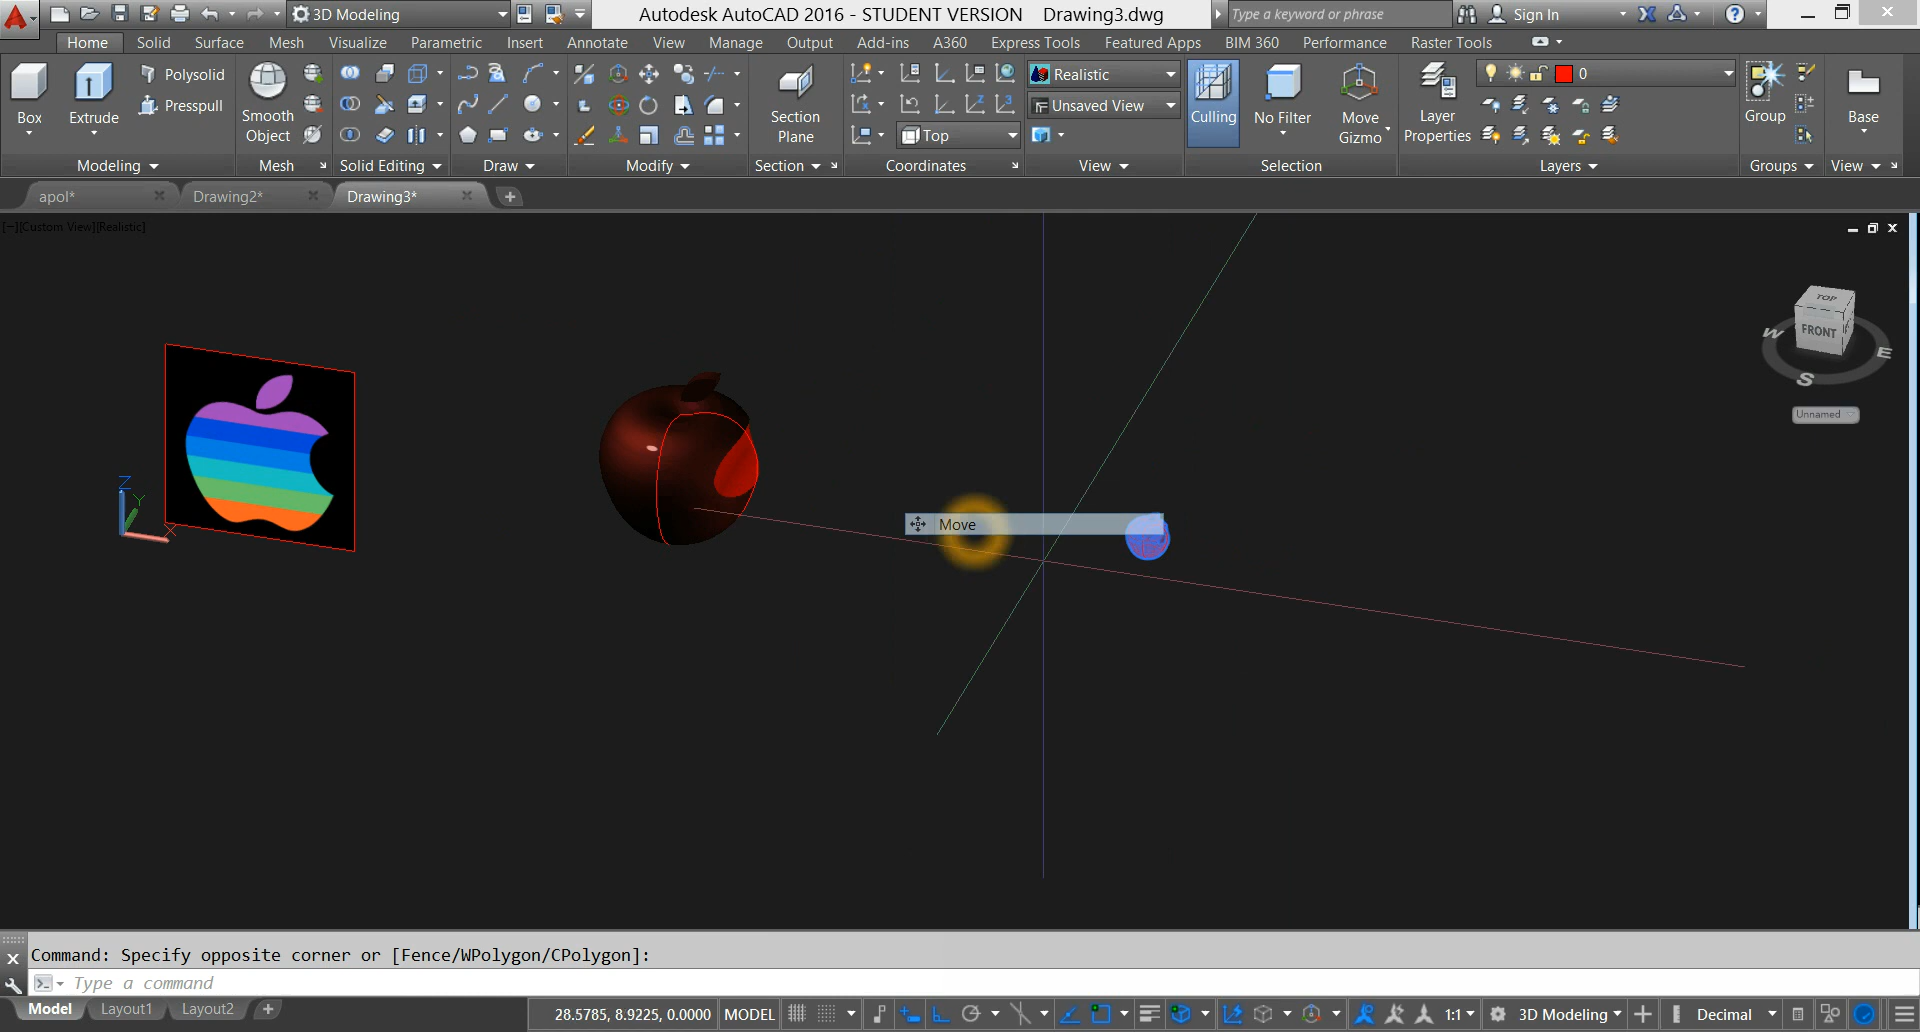 3D Modeling
Autodesk AutoCAD 2016 - STUDENT VERSION Drawing3.dwg
Type a keyword or phrase
Sign In
Home Solid Surface Mesh Visualize Parametric Insert Annotate View Manage Output Add-ins A360 Express Tools Featured Apps BIM 360 Performance Raster Tools
Box
Extrude
Polysolid
Presspull
Smooth
Object
Section
Plane
Top
Realistic
Unsaved View
Culling
No Filter
Move
Gizmo
Layer
Properties
0
Group
Base
Modeling Mesh Solid Editing Draw Modify Section Coordinates View Selection Layers Groups View
apol* Drawing2* Drawing3*
[−][Custom View][Realistic]
TOP
FRONT
W
E
S
Unnamed
Z
Y
X
Move
Command: Specify opposite corner or [Fence/WPolygon/CPolygon]:
Type a command
Model Layout1 Layout2
28.5785, 8.9225, 0.0000 MODEL 1:1 3D Modeling Decimal